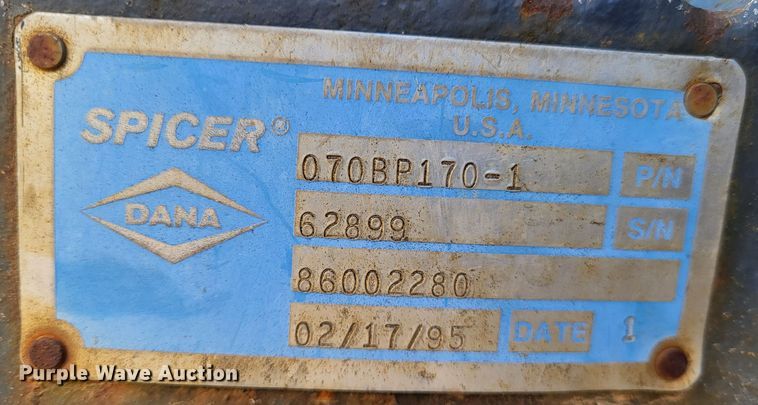 MINNEAPOLIS, MINNESOTA
U.S.A.
SPICER®
DANA
070BP170-1 P/N
62899 S/N
86002280
02/17/95 DATE 1
Purple Wave Auction